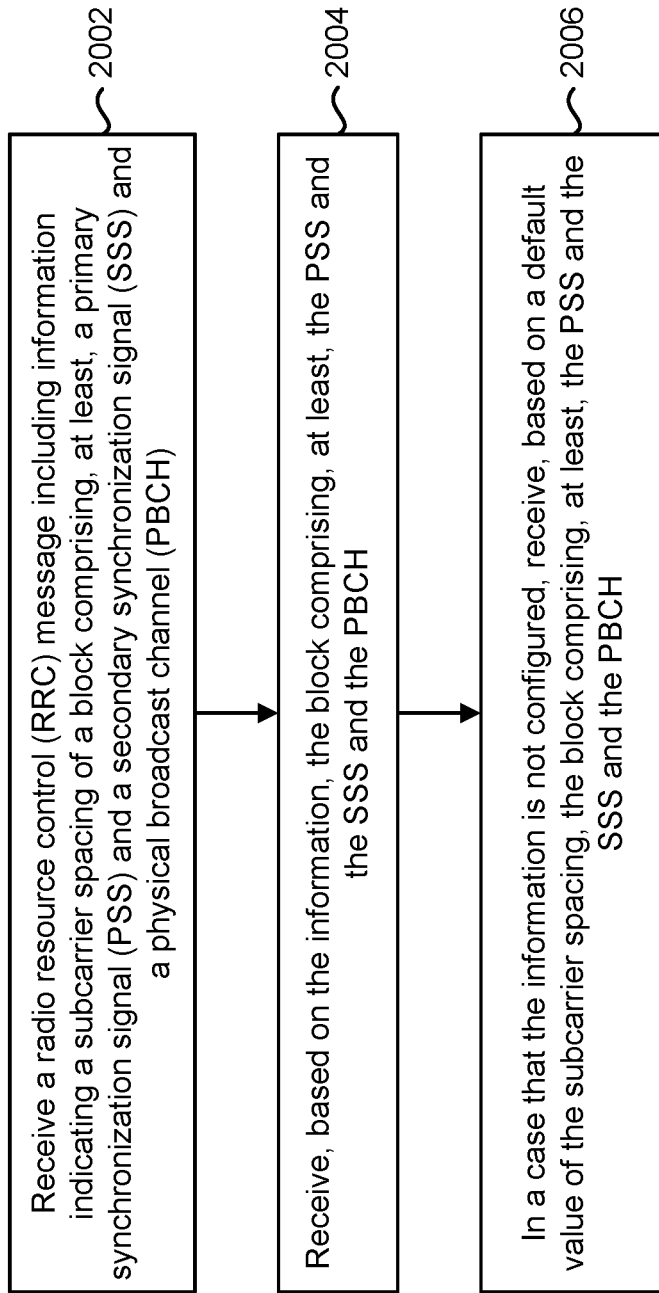 Receive a radio resource control (RRC) message including information
indicating a subcarrier spacing of a block comprising, at least, a primary
synchronization signal (PSS) and a secondary synchronization signal (SSS) and
a physical broadcast channel (PBCH)
2002
Receive, based on the information, the block comprising, at least, the PSS and
the SSS and the PBCH
2004
In a case that the information is not configured, receive, based on a default
value of the subcarrier spacing, the block comprising, at least, the PSS and the
SSS and the PBCH
2006